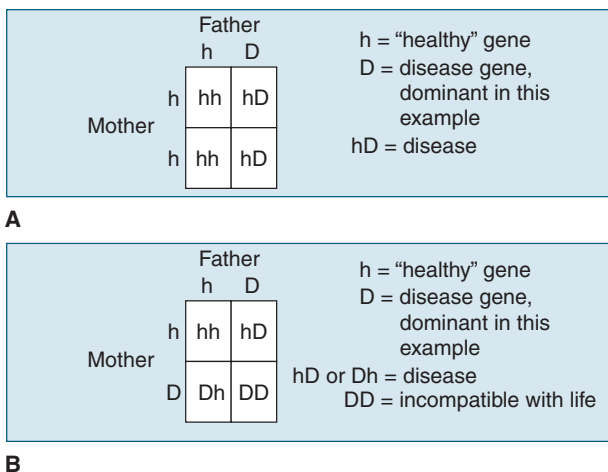 Father
h D
h = “healthy” gene
D = disease gene,
dominant in this
example
hD = disease
Mother
h hh hD
h hh hD
A
Father
h D
h = “healthy” gene
D = disease gene,
dominant in this
example
hD or Dh = disease
DD = incompatible with life
Mother
h hh hD
D Dh DD
B